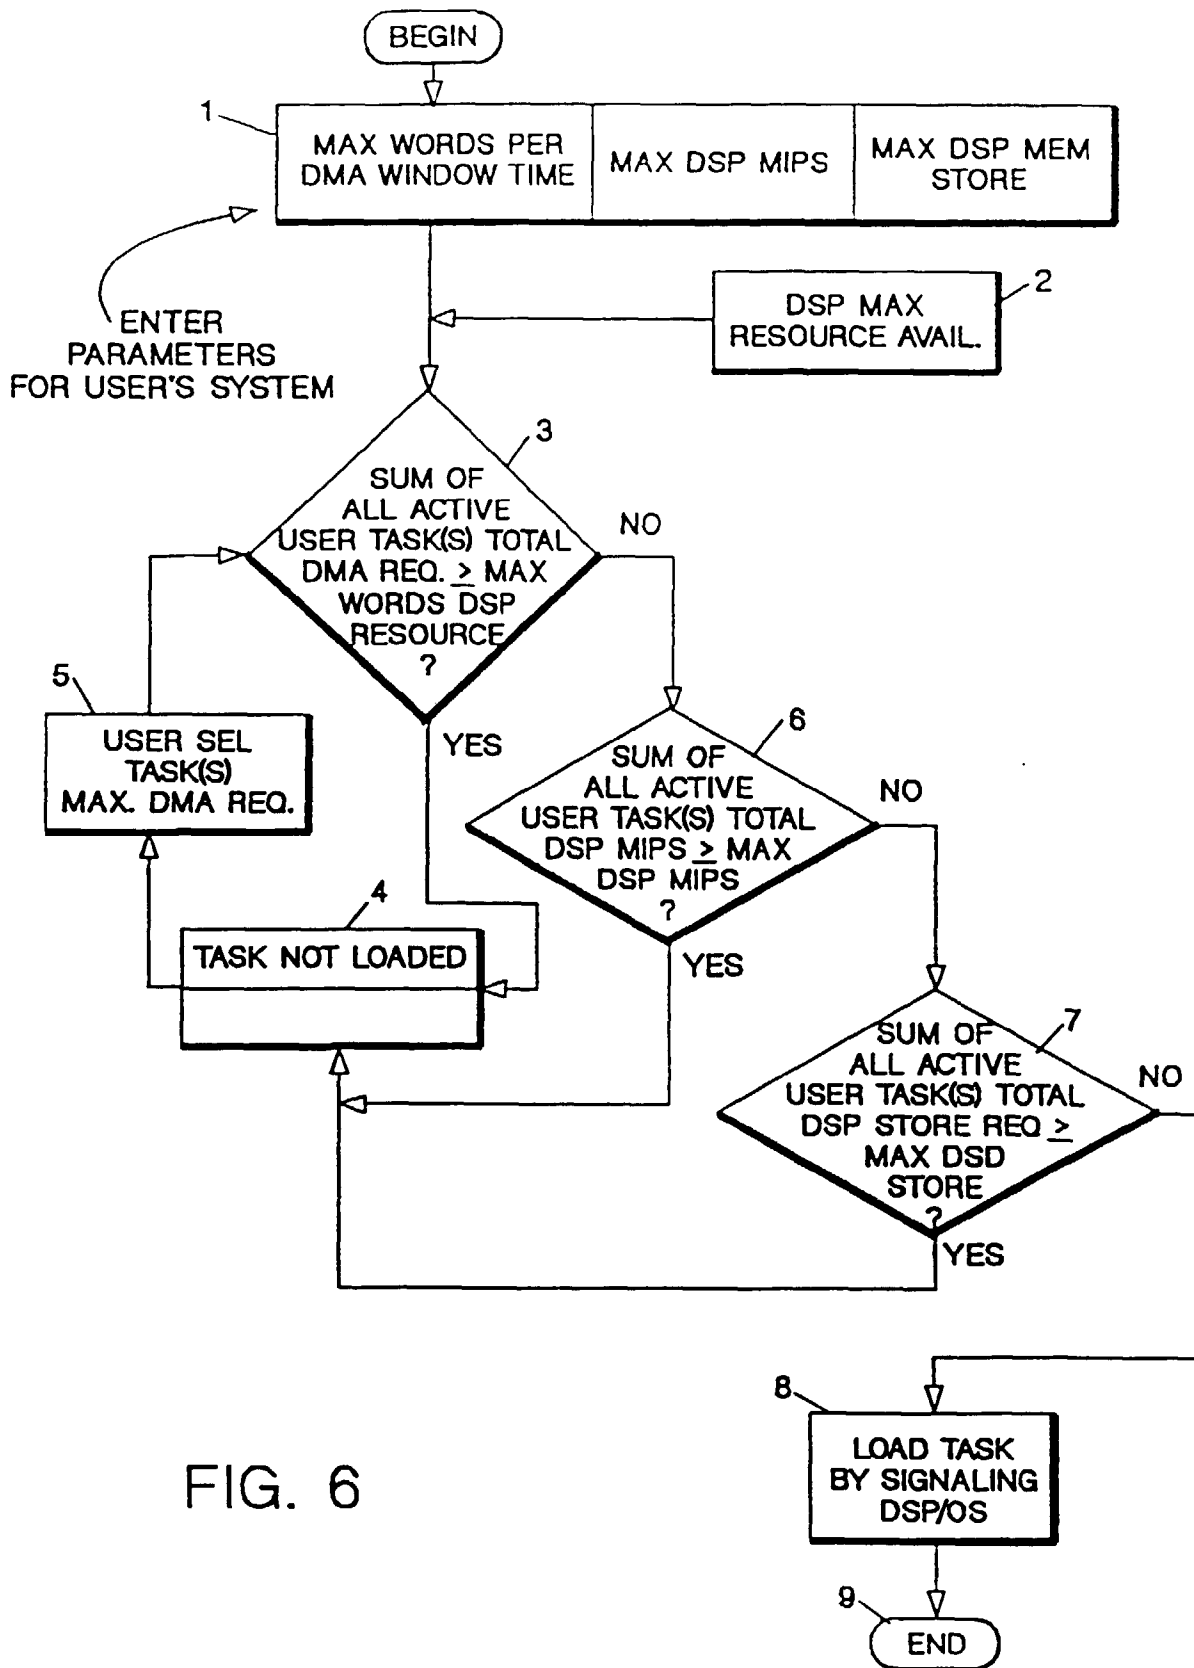 BEGIN
1
MAX WORDS PER
DMA WINDOW TIME
MAX DSP MIPS
MAX DSP MEM
STORE
ENTER
PARAMETERS
FOR USER'S SYSTEM
2
DSP MAX
RESOURCE AVAIL.
3
SUM OF
ALL ACTIVE
USER TASK(S) TOTAL
DMA REQ. ≥ MAX
WORDS DSP
RESOURCE
?
NO
YES
5
USER SEL
TASK(S)
MAX. DMA REQ.
4
TASK NOT LOADED
6
SUM OF
ALL ACTIVE
USER TASK(S) TOTAL
DSP MIPS ≥ MAX
DSP MIPS
?
NO
YES
7
SUM OF
ALL ACTIVE
USER TASK(S) TOTAL
DSP STORE REQ ≥
MAX DSD
STORE
?
NO
YES
8
LOAD TASK
BY SIGNALING
DSP/OS
9
END
FIG. 6